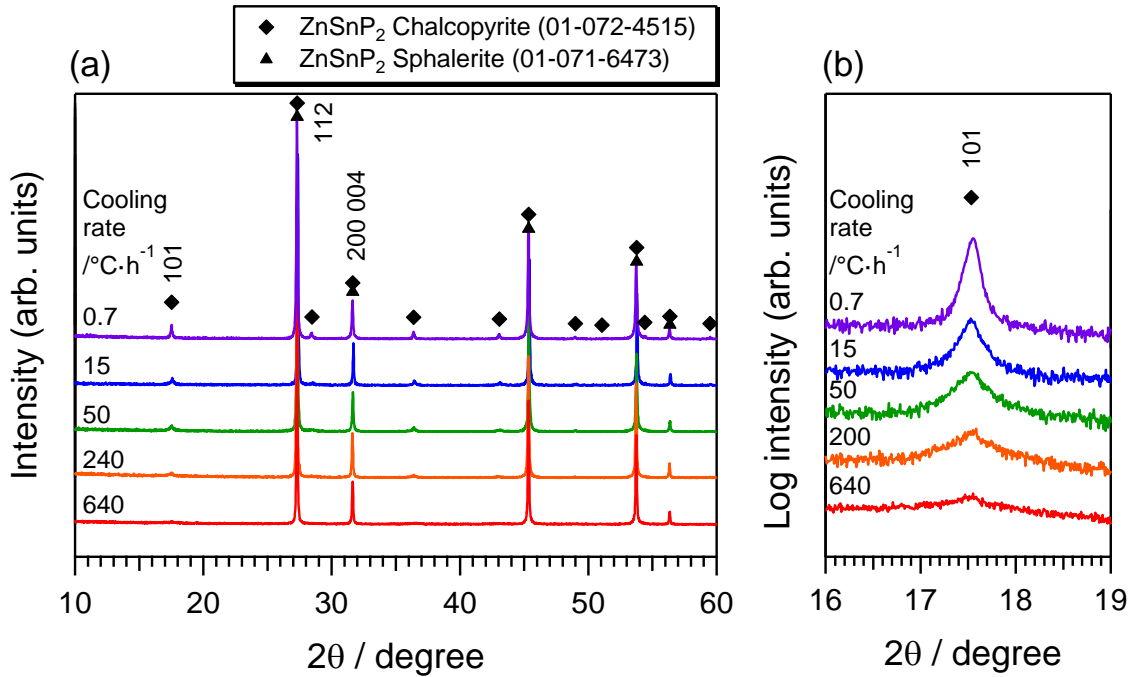 ◆ ZnSnP₂ Chalcopyrite (01-072-4515)
▲ ZnSnP₂ Sphalerite (01-071-6473)
(a)
Intensity (arb. units)
Cooling
rate
/°C·h⁻¹
0.7
15
50
240
640
101
112
200 004
10 20 30 40 50 60
2θ / degree
(b)
Log intensity (arb. units)
Cooling
rate
/°C·h⁻¹
0.7
15
50
200
640
101
16 17 18 19
2θ / degree